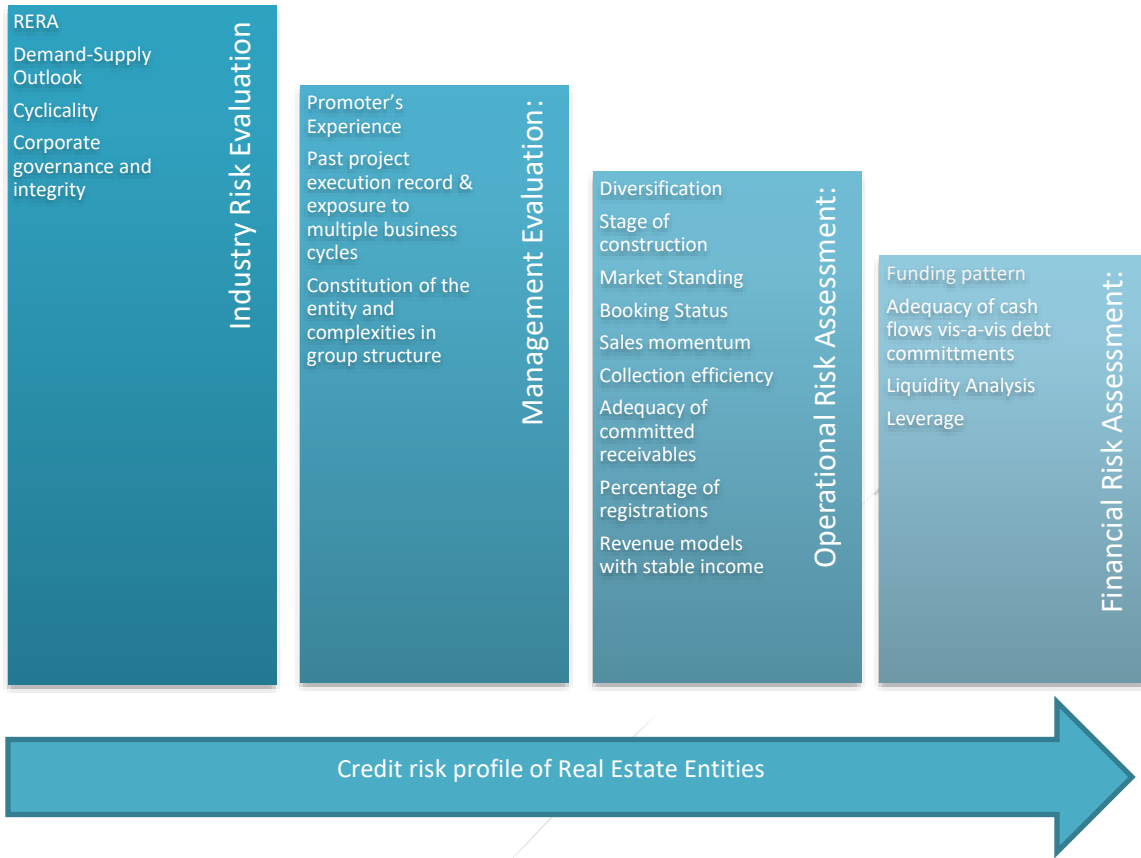 RERA
Demand-Supply
Outlook
Cyclicality
Corporate
governance and
integrity
Industry Risk Evaluation
Promoter’s
Experience
Past project
execution record &
exposure to
multiple business
cycles
Constitution of the
entity and
complexities in
group structure
Management Evaluation:
Diversification
Stage of
construction
Market Standing
Booking Status
Sales momentum
Collection efficiency
Adequacy of
committed
receivables
Percentage of
registrations
Revenue models
with stable income
Operational Risk Assessment:
Funding pattern
Adequacy of cash
flows vis-a-vis debt
committments
Liquidity Analysis
Leverage
Financial Risk Assessment:
Credit risk profile of Real Estate Entities